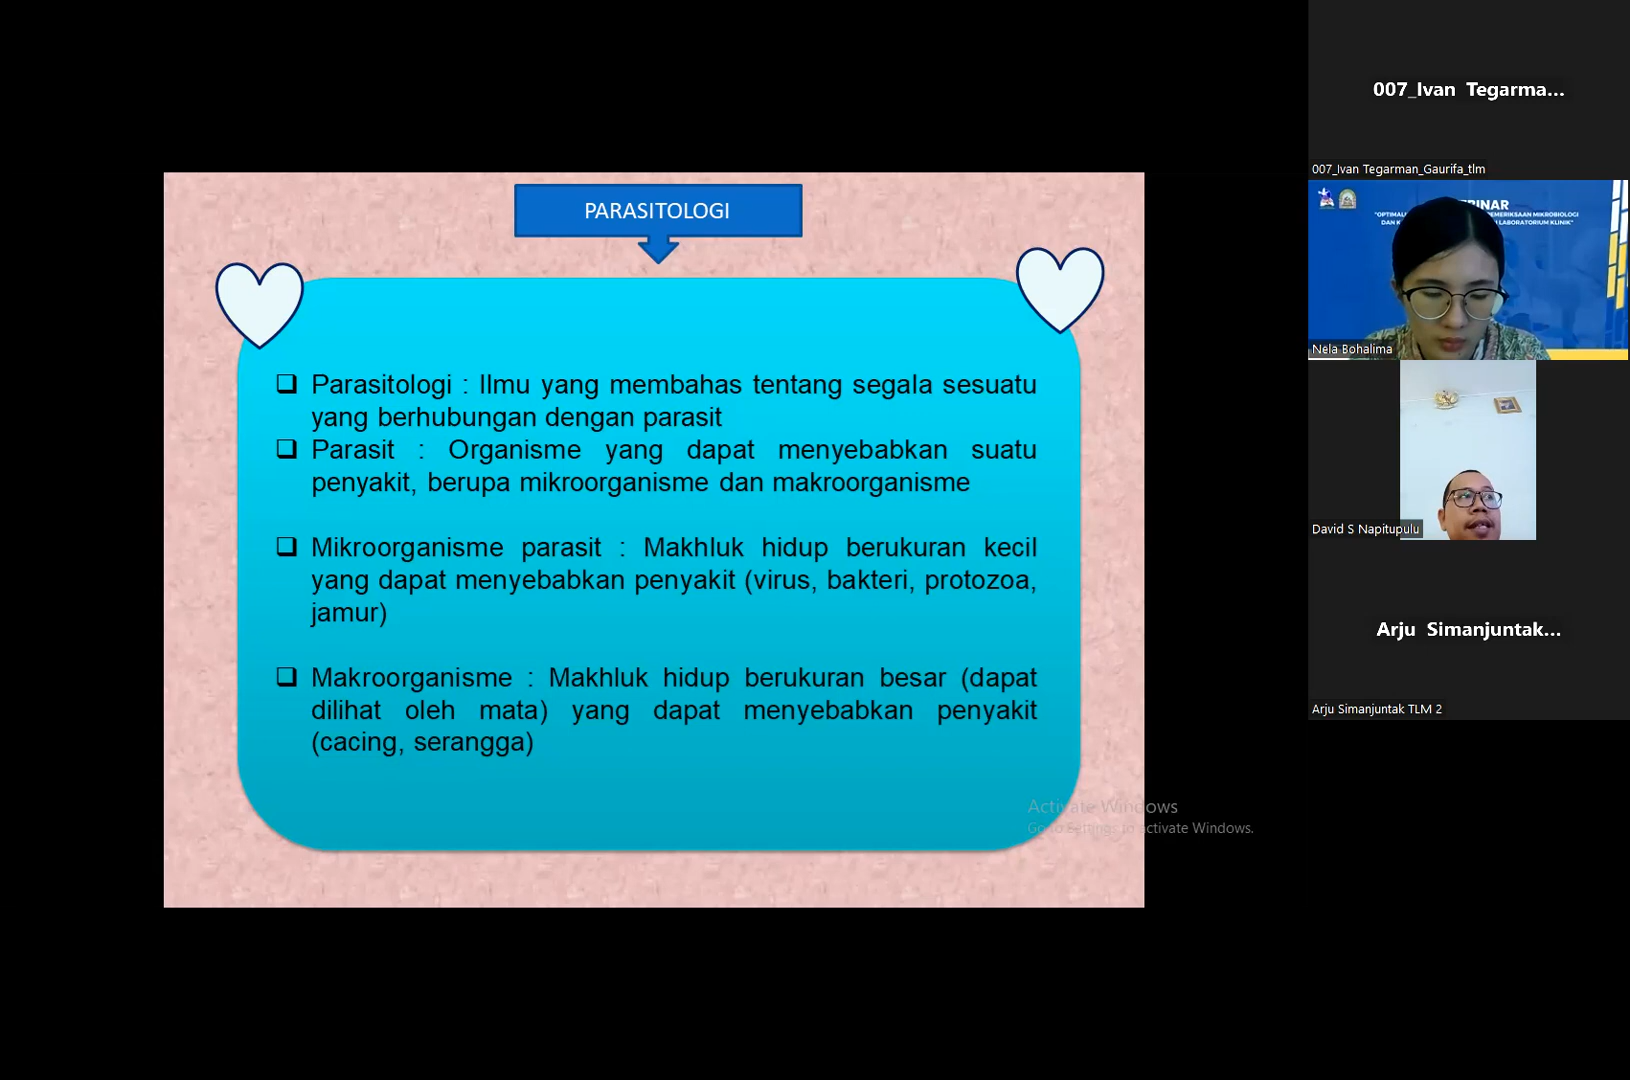 PARASITOLOGI
❑ Parasitologi : Ilmu yang membahas tentang segala sesuatu
yang berhubungan dengan parasit
❑ Parasit : Organisme yang dapat menyebabkan suatu
penyakit, berupa mikroorganisme dan makroorganisme
❑ Mikroorganisme parasit : Makhluk hidup berukuran kecil
yang dapat menyebabkan penyakit (virus, bakteri, protozoa,
jamur)
❑ Makroorganisme : Makhluk hidup berukuran besar (dapat
dilihat oleh mata) yang dapat menyebabkan penyakit
(cacing, serangga)
Activate Windows
Go to Settings to activate Windows.
007_Ivan Tegarma...
007_Ivan Tegarman_Gaurifa_tlm
LABORATORIUM KLINIK"
Nela Bohalima
David S Napitupulu
Arju Simanjuntak...
Arju Simanjuntak TLM 2